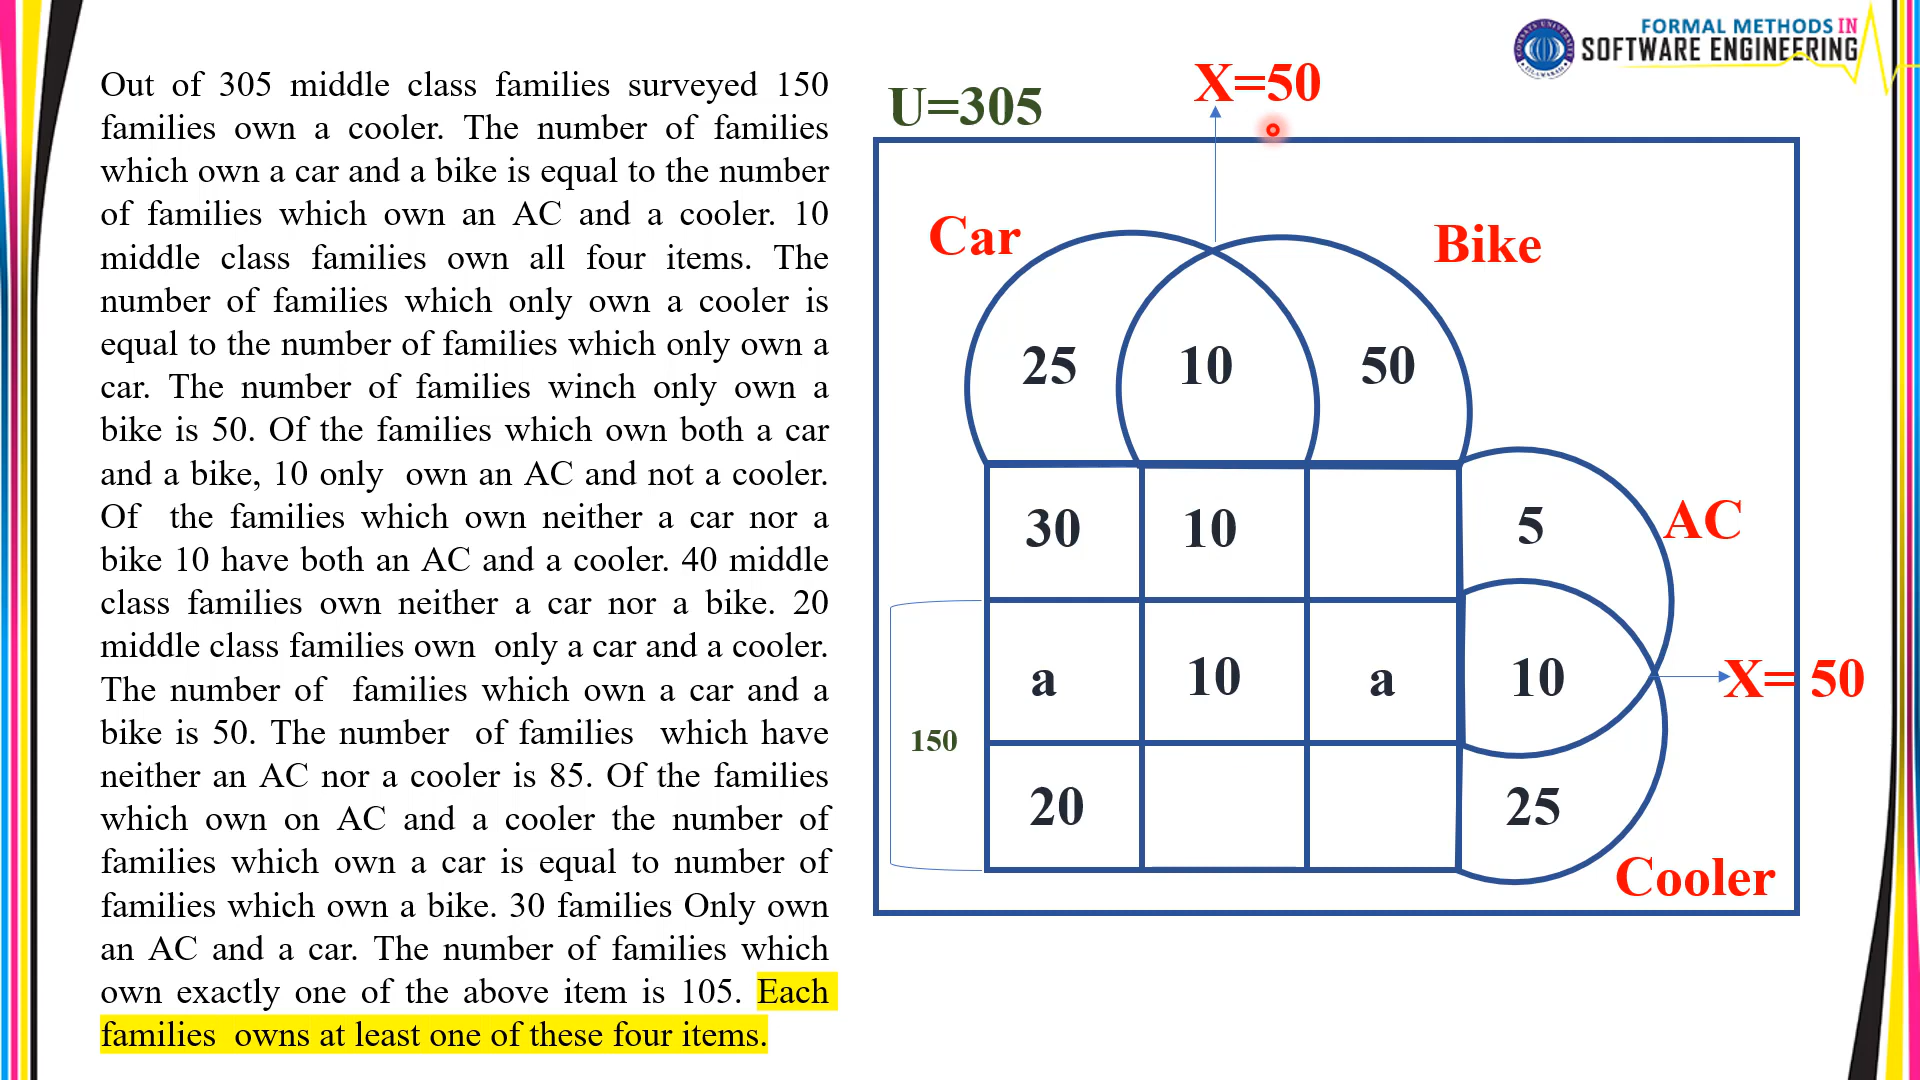 Out of 305 middle class families surveyed 150
families own a cooler. The number of families
which own a car and a bike is equal to the number
of families which own an AC and a cooler. 10
middle class families own all four items. The
number of families which only own a cooler is
equal to the number of families which only own a
car. The number of families winch only own a
bike is 50. Of the families which own both a car
and a bike, 10 only own an AC and not a cooler.
Of the families which own neither a car nor a
bike 10 have both an AC and a cooler. 40 middle
class families own neither a car nor a bike. 20
middle class families own only a car and a cooler.
The number of families which own a car and a
bike is 50. The number of families which have
neither an AC nor a cooler is 85. Of the families
which own on AC and a cooler the number of
families which own a car is equal to number of
families which own a bike. 30 families Only own
an AC and a car. The number of families which
own exactly one of the above item is 105. Each
families owns at least one of these four items.
FORMAL METHODS IN
SOFTWARE ENGINEERING
U=305
X=50
Car
Bike
25 10 50
30 10 5
AC
a 10 a 10
X= 50
150
20 25
Cooler